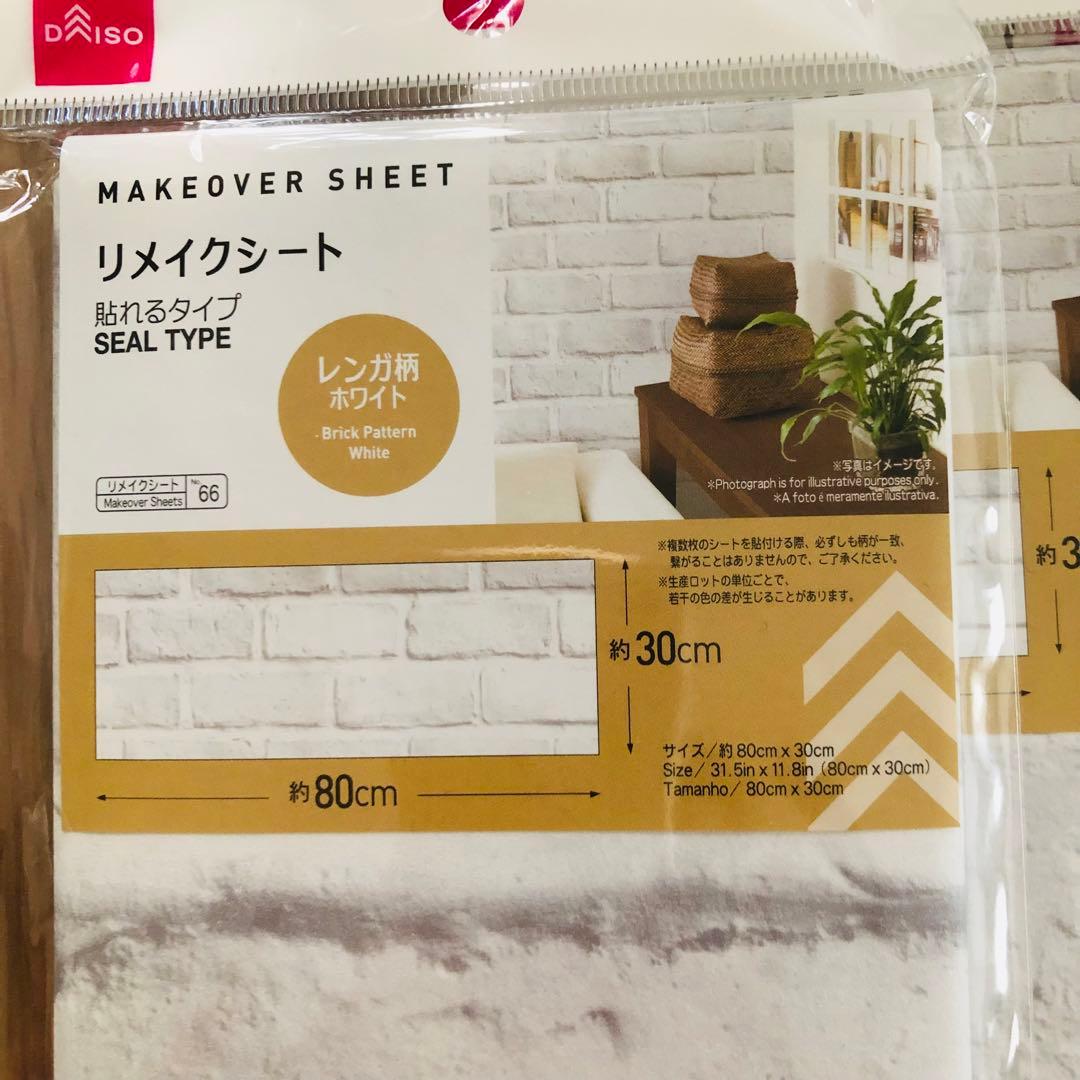 DAISO
MAKEOVER SHEET
リメイクシート
貼れるタイプ
SEAL TYPE
レンガ柄
ホワイト
- Brick Pattern
White
リメイクシート
Makeover Sheets
No.
66
※写真はイメージです。
※Photograph is for illustrative purposes only.
※A foto é meramente ilustrativa.
※複数枚のシートを貼付ける際、必ずしも柄が一致、
繋がることはありませんので、ご了承ください。
※生産ロットの単位ごとで、
若干の色の差が生じることがあります。
約30cm
約80cm
サイズ/約80cm x 30cm
Size/ 31.5in x 11.8in (80cm x 30cm)
Tamanho/ 80cm x 30cm
約3